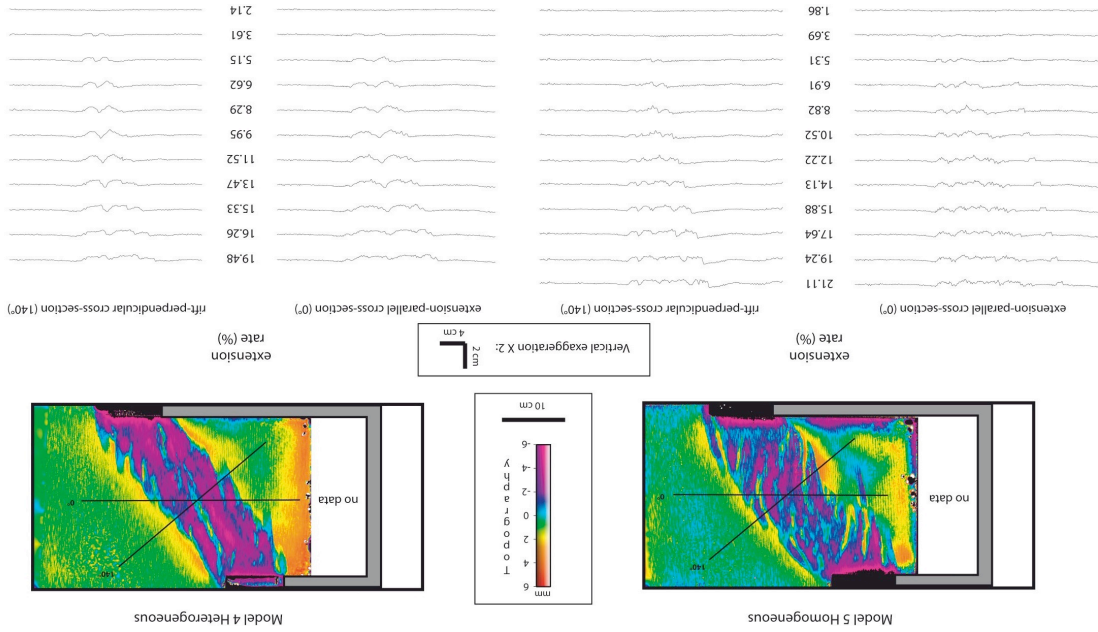 Model 5 Homogeneous
no data
140°
0°
mm
6
4
2
0
-2
-4
-6
Topography
10 cm
Model 4 Heterogeneous
no data
140°
0°
Vertical exaggeration X 2:
2 cm
4 cm
extension
rate (%)
extension-parallel cross-section (0°)
rift-perpendicular cross-section (140°)
21.11
19.24
17.64
15.88
14.13
12.22
10.52
8.82
6.91
5.31
3.69
1.86
extension
rate (%)
extension-parallel cross-section (0°)
rift-perpendicular cross-section (140°)
19.48
16.26
15.33
13.47
11.52
9.95
8.29
6.62
5.15
3.61
2.14